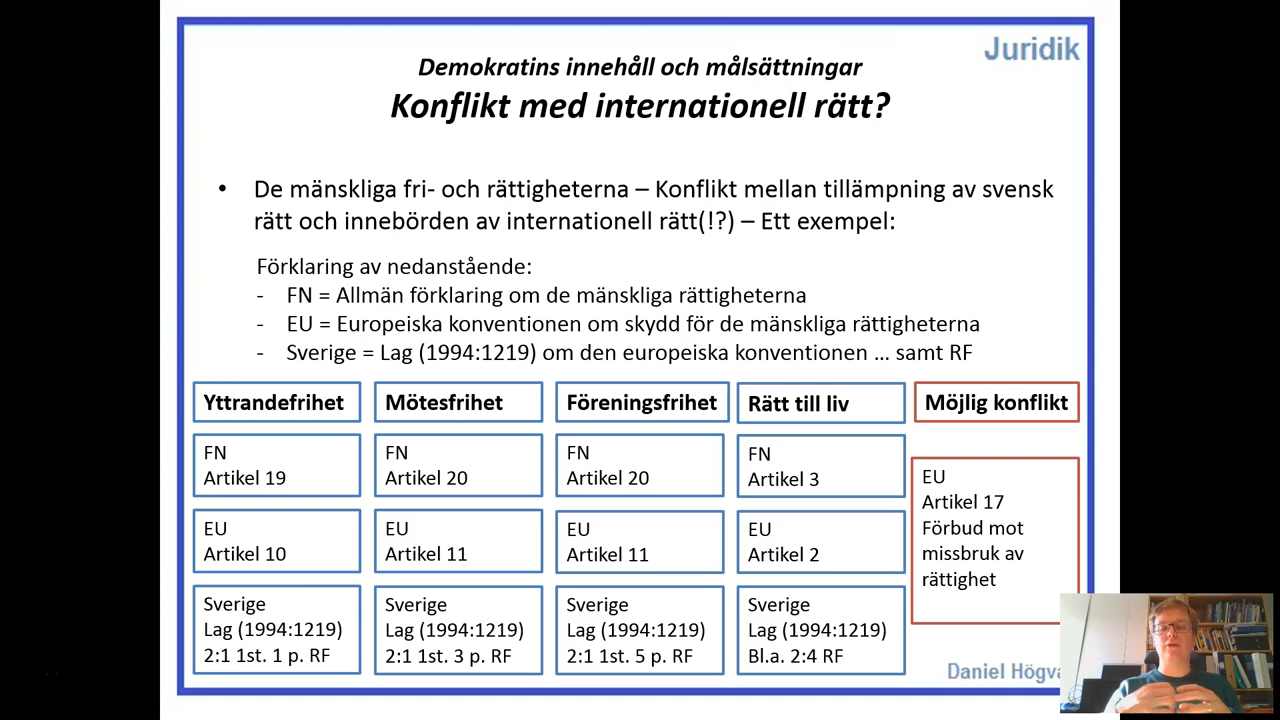 Juridik
Demokratins innehåll och målsättningar
Konflikt med internationell rätt?
• De mänskliga fri- och rättigheterna – Konflikt mellan tillämpning av svensk
rätt och innebörden av internationell rätt(!?) – Ett exempel:
Förklaring av nedanstående:
- FN = Allmän förklaring om de mänskliga rättigheterna
- EU = Europeiska konventionen om skydd för de mänskliga rättigheterna
- Sverige = Lag (1994:1219) om den europeiska konventionen … samt RF
Yttrandefrihet
FN
Artikel 19
EU
Artikel 10
Sverige
Lag (1994:1219)
2:1 1st. 1 p. RF
Mötesfrihet
FN
Artikel 20
EU
Artikel 11
Sverige
Lag (1994:1219)
2:1 1st. 3 p. RF
Föreningsfrihet
FN
Artikel 20
EU
Artikel 11
Sverige
Lag (1994:1219)
2:1 1st. 5 p. RF
Rätt till liv
FN
Artikel 3
EU
Artikel 2
Sverige
Lag (1994:1219)
Bl.a. 2:4 RF
Möjlig konflikt
EU
Artikel 17
Förbud mot
missbruk av
rättighet
Daniel